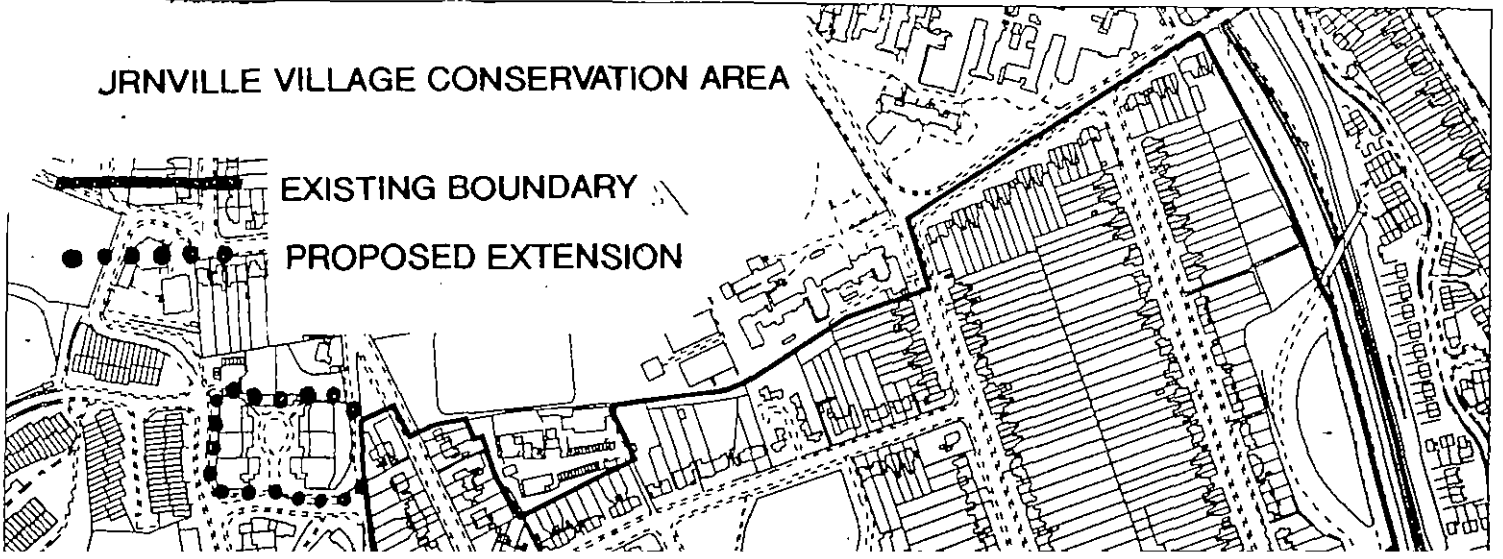 JRNVILLE VILLAGE CONSERVATION AREA
EXISTING BOUNDARY
PROPOSED EXTENSION